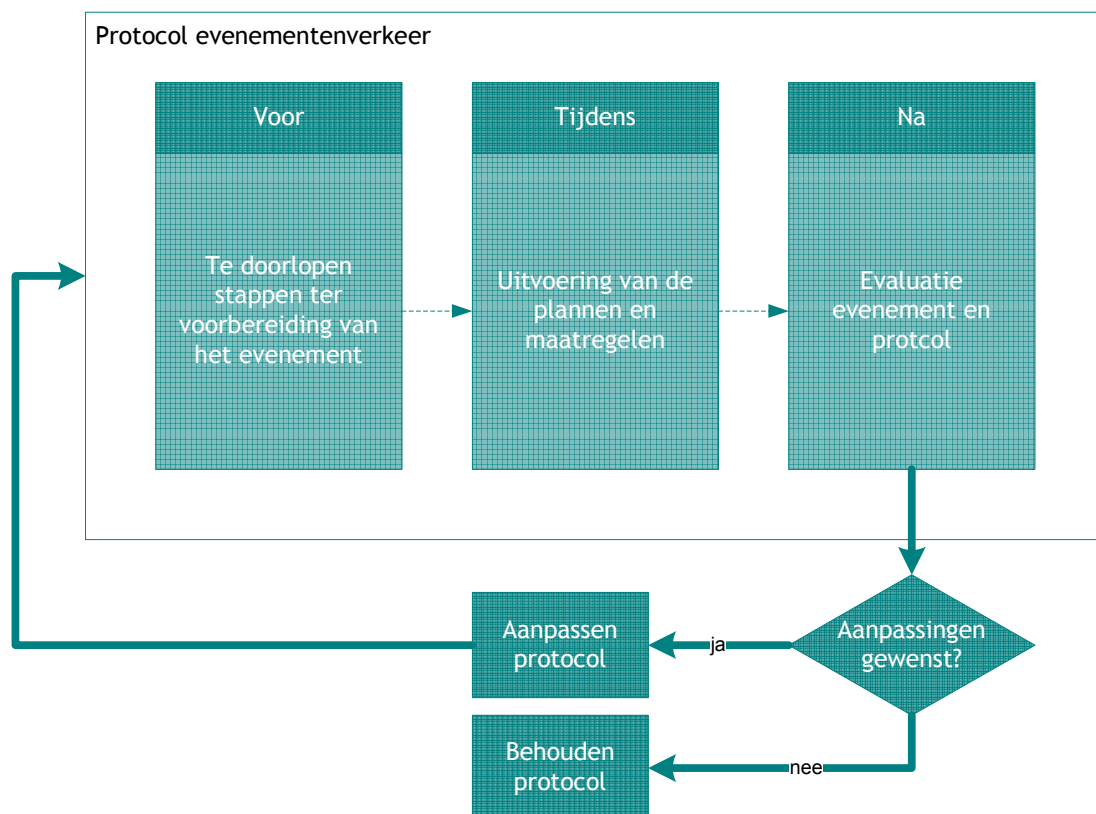 Protocol evenementenverkeer
Voor
Te doorlopen
stappen ter
voorbereiding van
het evenement
Tijdens
Uitvoering van de
plannen en
maatregelen
Na
Evaluatie
evenement en
protcol
Aanpassingen
gewenst?
ja
Aanpassen
protocol
nee
Behouden
protocol